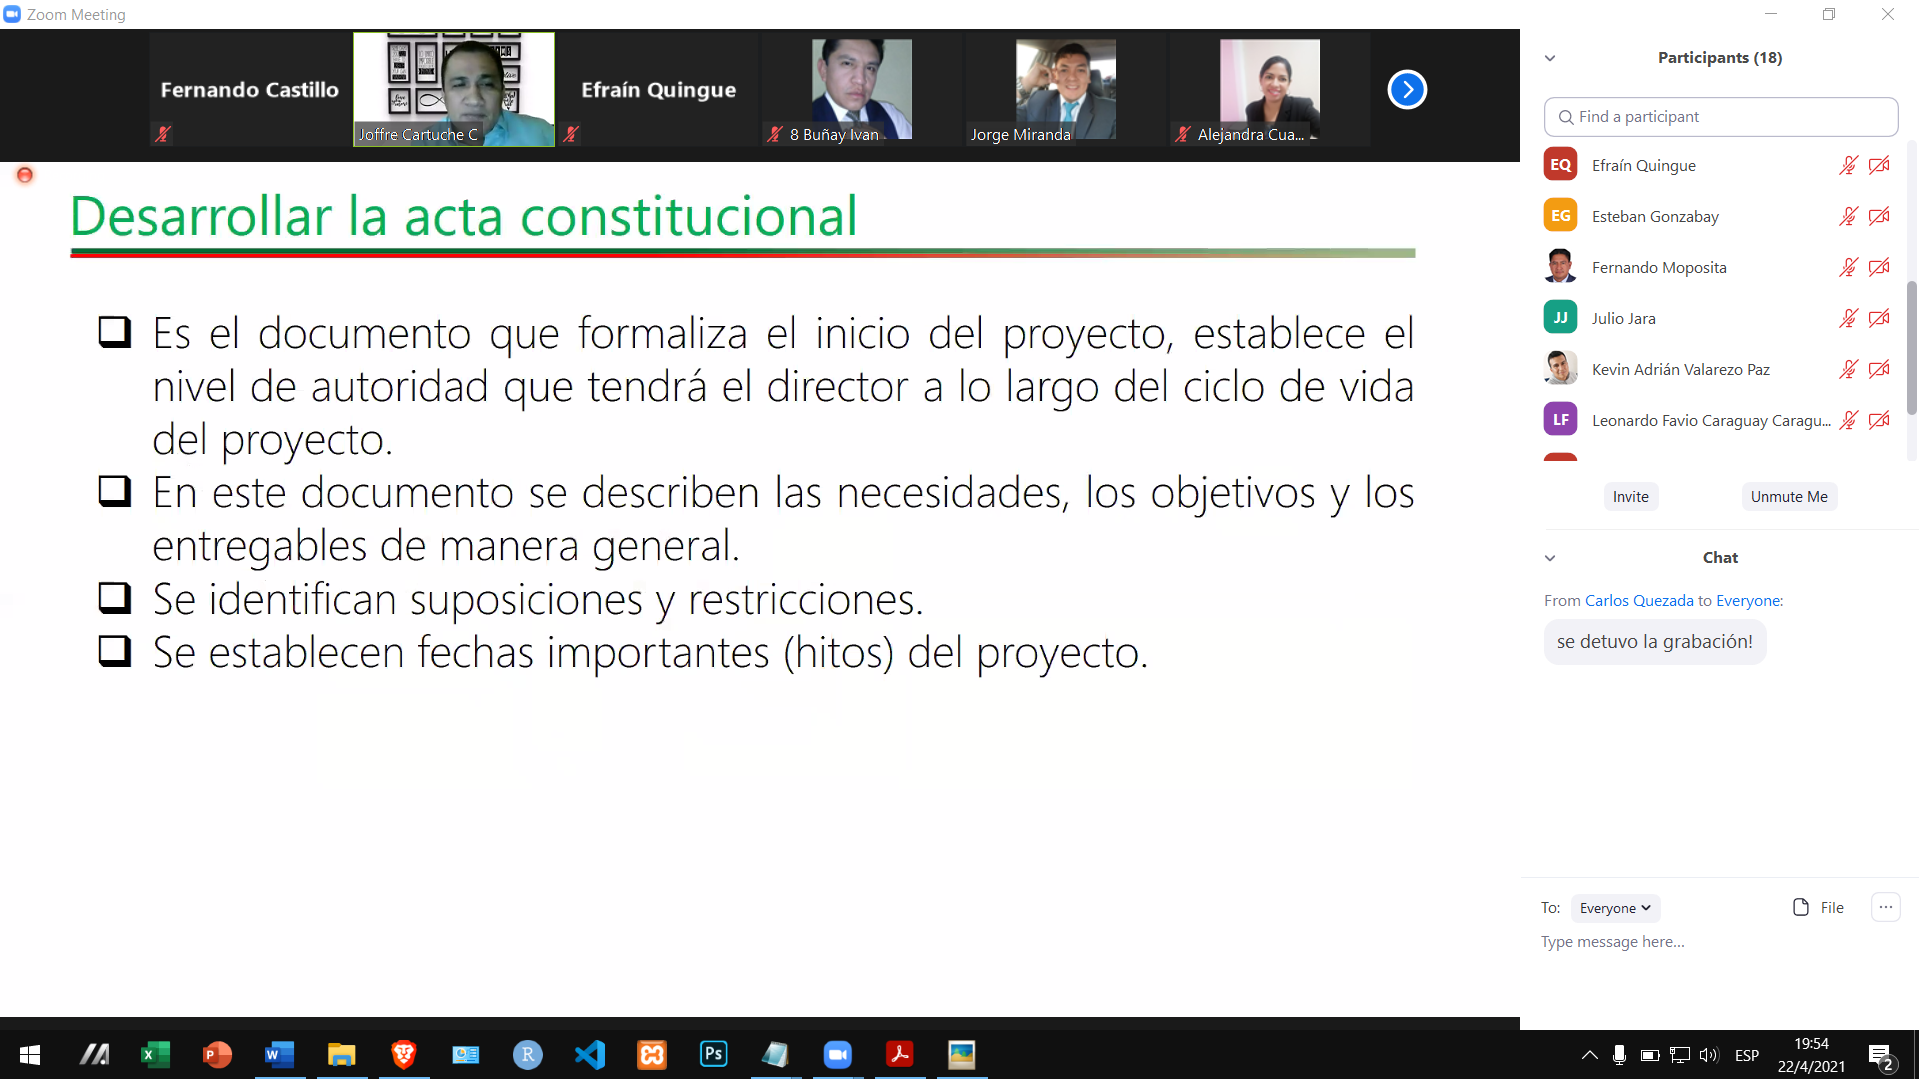 Zoom Meeting
Fernando Castillo
Joffre Cartuche C
Efraín Quingue
8 Buñay Ivan
Jorge Miranda
Alejandra Cua...
Desarrollar la acta constitucional
Es el documento que formaliza el inicio del proyecto, establece el
nivel de autoridad que tendrá el director a lo largo del ciclo de vida
del proyecto.
En este documento se describen las necesidades, los objetivos y los
entregables de manera general.
Se identifican suposiciones y restricciones.
Se establecen fechas importantes (hitos) del proyecto.
Participants (18)
Find a participant
EQ Efraín Quingue
EG Esteban Gonzabay
Fernando Moposita
JJ Julio Jara
Kevin Adrián Valarezo Paz
LF Leonardo Favio Caraguay Caragu...
Invite Unmute Me
Chat
From Carlos Quezada to Everyone:
se detuvo la grabación!
To: Everyone File ...
Type message here...
ESP
19:54
22/4/2021
2